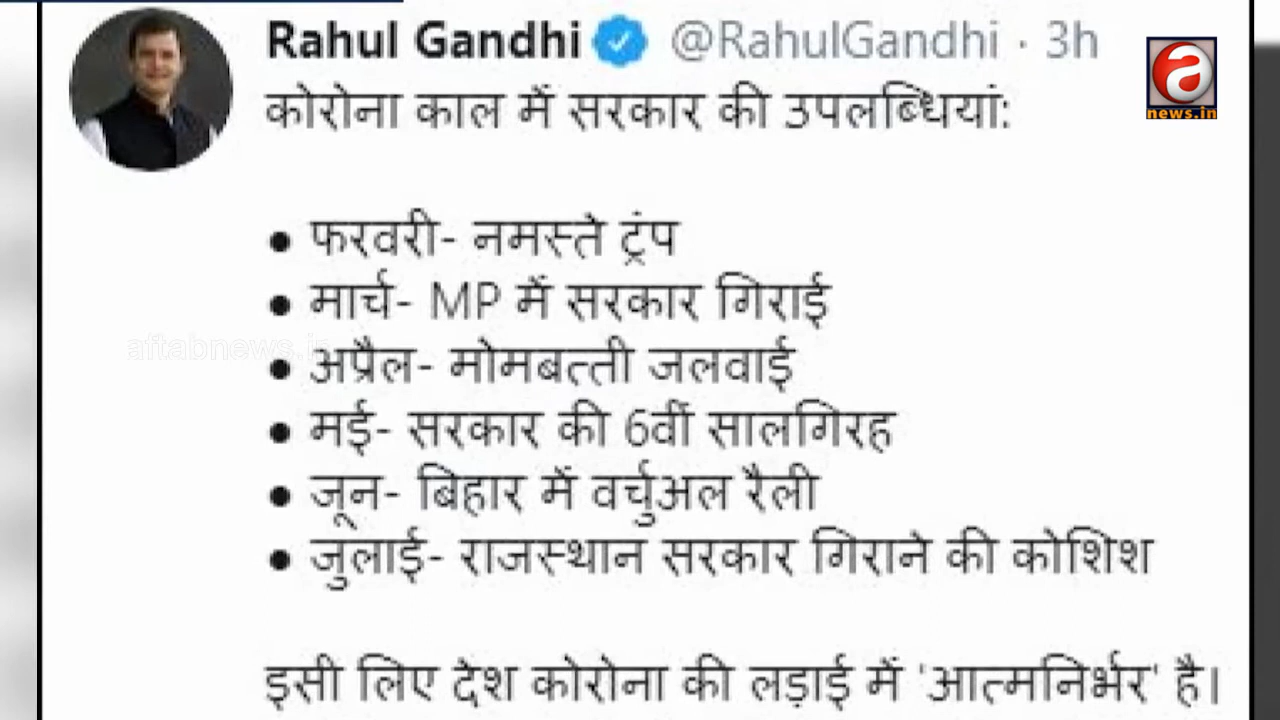 Rahul Gandhi @RahulGandhi · 3h
कोरोना काल में सरकार की उपलब्धियां:
● फरवरी- नमस्ते ट्रंप
● मार्च- MP में सरकार गिराई
● अप्रैल- मोमबत्ती जलवाई
● मई- सरकार की 6वीं सालगिरह
● जून- बिहार में वर्चुअल रैली
● जुलाई- राजस्थान सरकार गिराने की कोशिश
इसी लिए देश कोरोना की लड़ाई में 'आत्मनिर्भर' है।
a
news.in
aftabnews.in